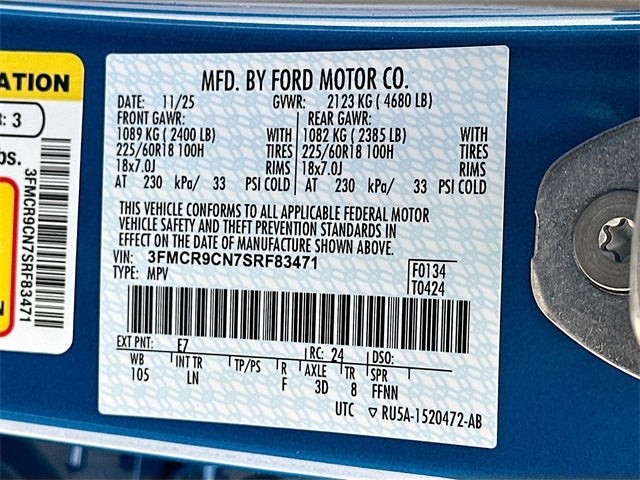 MFD. BY FORD MOTOR CO.
DATE: 11/25 GVWR: 2123 KG ( 4680 LB)
FRONT GAWR: REAR GAWR:
1089 KG ( 2400 LB) WITH 1082 KG ( 2385 LB) WITH
225/60R18 100H TIRES 225/60R18 100H TIRES
18x7.0J RIMS 18x7.0J RIMS
AT 230 kPa/ 33 PSI COLD AT 230 kPa/ 33 PSI COLD
THIS VEHICLE CONFORMS TO ALL APPLICABLE FEDERAL MOTOR
VEHICLE SAFETY AND THEFT PREVENTION STANDARDS IN
EFFECT ON THE DATE OF MANUFACTURE SHOWN ABOVE.
VIN: 3FMCR9CN7SRF83471
TYPE: MPV
F0134
T0424
EXT PNT: E7 RC: 24 DSO:
WB INT TR TP/PS R AXLE TR SPR
105 LN F 3D 8 FFNN
UTC ▽ RU5A-1520472-AB
ATION
: 3
bs.
3FMCR9CN7SRF83471